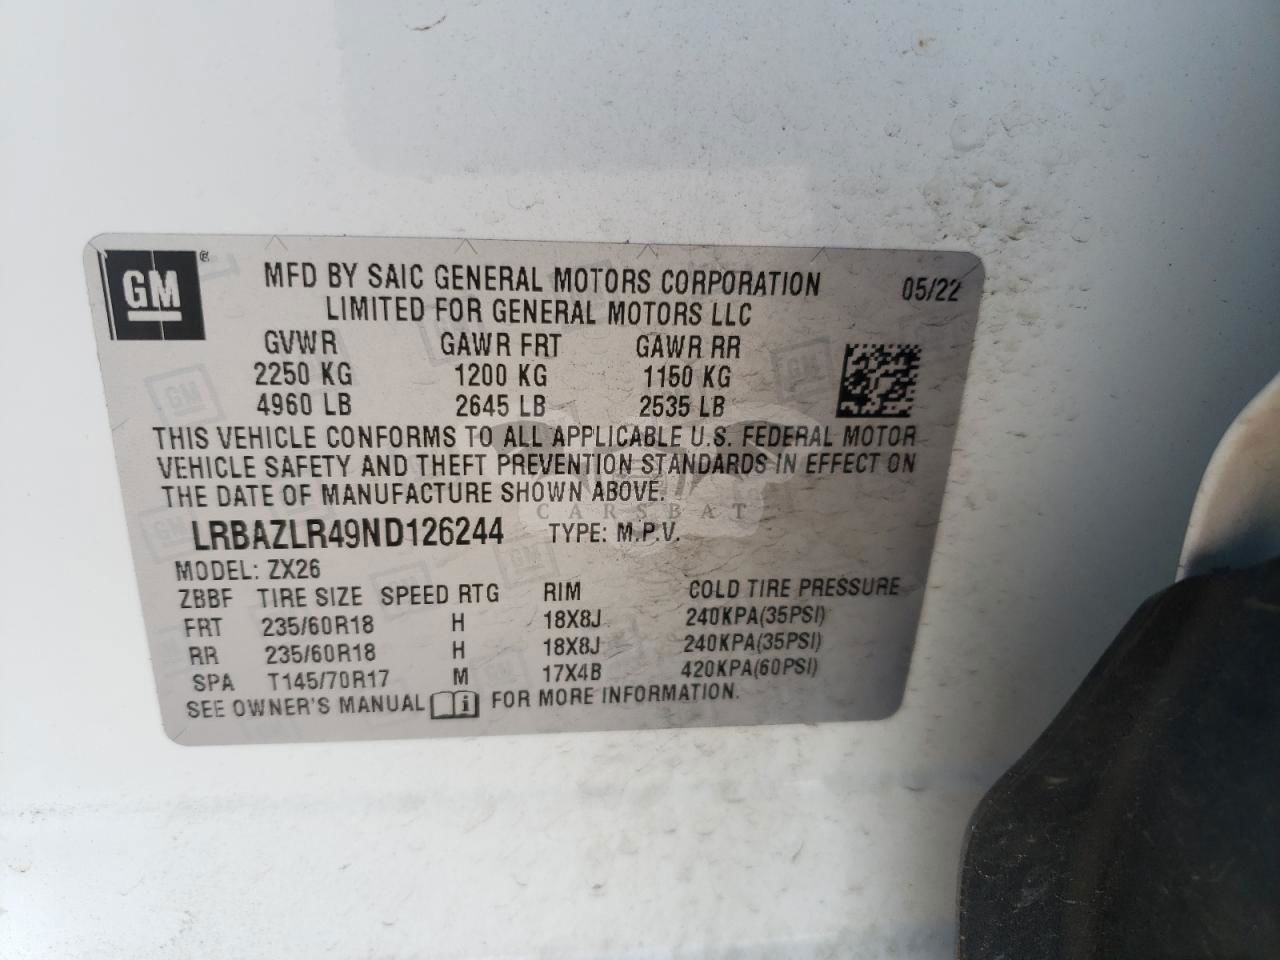 GM ®
MFD BY SAIC GENERAL MOTORS CORPORATION 05/22
LIMITED FOR GENERAL MOTORS LLC
GVWR GAWR FRT GAWR RR
2250 KG 1200 KG 1150 KG
4960 LB 2645 LB 2535 LB
THIS VEHICLE CONFORMS TO ALL APPLICABLE U.S. FEDERAL MOTOR
VEHICLE SAFETY AND THEFT PREVENTION STANDARDS IN EFFECT ON
THE DATE OF MANUFACTURE SHOWN ABOVE.
CARSBAT
LRBAZLR49ND126244 TYPE: M.P.V.
MODEL: ZX26
ZBBF TIRE SIZE SPEED RTG RIM COLD TIRE PRESSURE
FRT 235/60R18 H 18X8J 240KPA(35PSI)
RR 235/60R18 H 18X8J 240KPA(35PSI)
SPA T145/70R17 M 17X4B 420KPA(60PSI)
SEE OWNER'S MANUAL i FOR MORE INFORMATION.